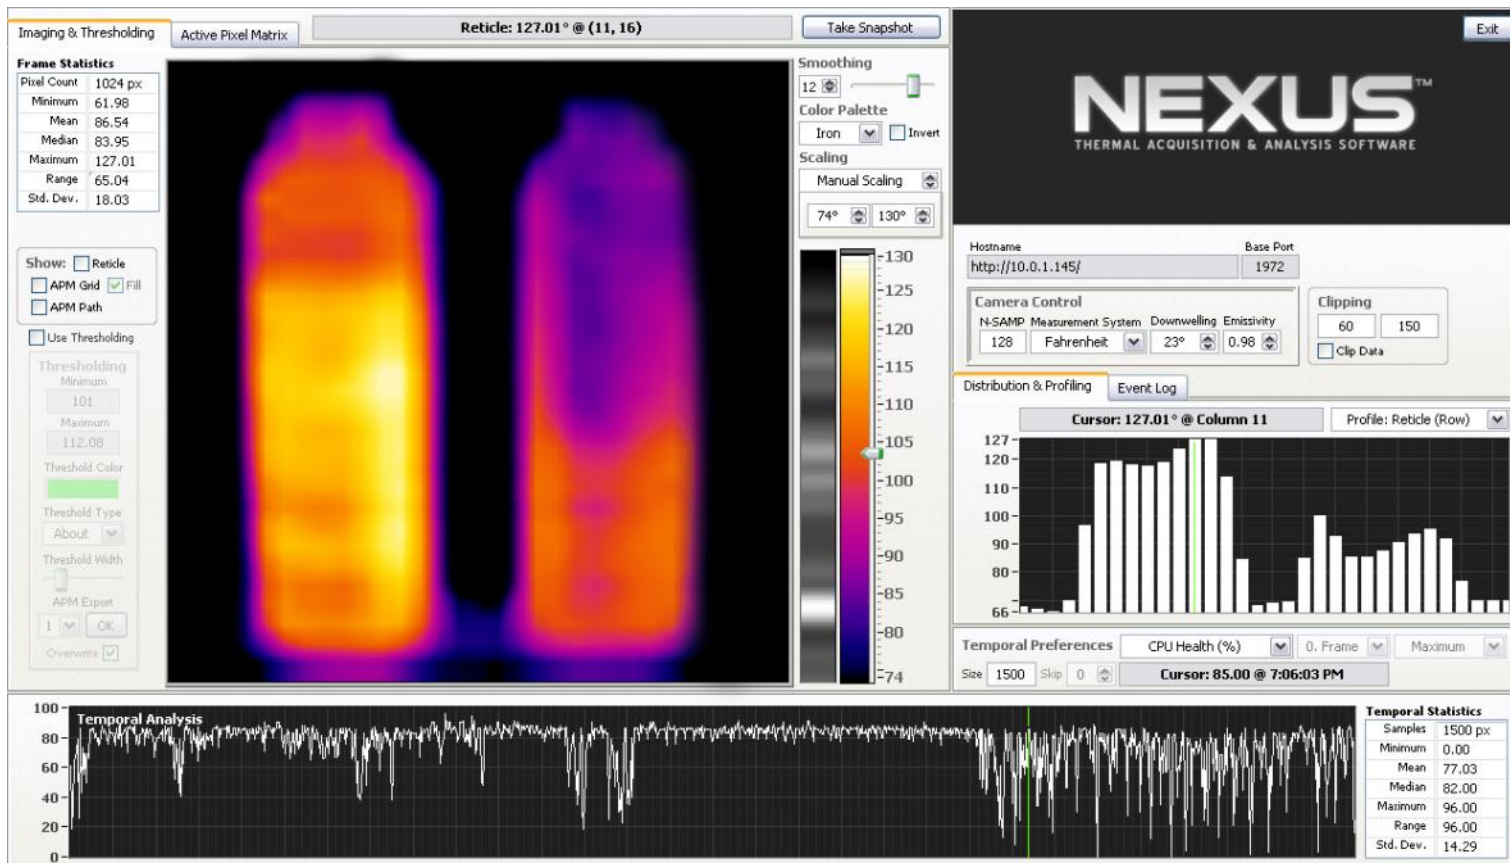 Imaging & Thresholding
Active Pixel Matrix
Reticle: 127.01° @ (11, 16)
Take Snapshot
Exit
Frame Statistics
Pixel Count 1024 px
Minimum 61.98
Mean 86.54
Median 83.95
Maximum 127.01
Range 65.04
Std. Dev. 18.03
Show: Reticle
APM Grid Fill
APM Path
Use Thresholding
Thresholding
Minimum
101
Maximum
112.08
Threshold Color
Threshold Type
About
Threshold Width
APM Export
1 OK
Overwrite
Smoothing
12
Color Palette
Iron Invert
Scaling
Manual Scaling
74° 130°
130
125
120
115
110
105
100
95
90
85
80
74
NEXUS™
THERMAL ACQUISITION & ANALYSIS SOFTWARE
Hostname Base Port
http://10.0.1.145/ 1972
Camera Control
N-SAMP Measurement System Downwelling Emissivity
128 Fahrenheit 23° 0.98
Clipping
60 150
Clip Data
Distribution & Profiling
Event Log
Cursor: 127.01° @ Column 11
Profile: Reticle (Row)
127
120
110
100
90
80
66
Temporal Preferences CPU Health (%) 0. Frame Maximum
Size 1500 Skip 0 Cursor: 85.00 @ 7:06:03 PM
Temporal Analysis
100
80
60
40
20
0
Temporal Statistics
Samples 1500 px
Minimum 0.00
Mean 77.03
Median 82.00
Maximum 96.00
Range 96.00
Std. Dev. 14.29